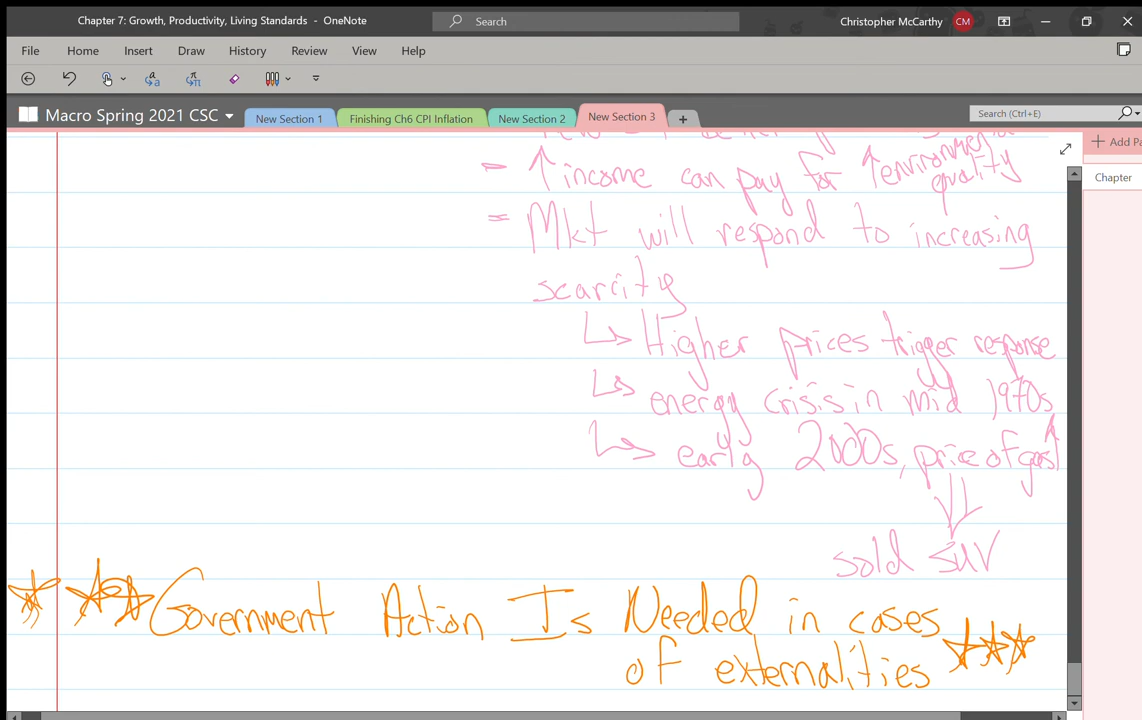 Chapter 7: Growth, Productivity, Living Standards - OneNote
Search
Christopher McCarthy CM
File Home Insert Draw History Review View Help
Macro Spring 2021 CSC
New Section 1
Finishing Ch6 CPI Inflation
New Section 2
New Section 3
Search (Ctrl+E)
Add Pa
Chapter
= ↑ income can pay for ↑ environmental quality
= Mkt will respond to increasing
scarcity
↳ Higher prices trigger response
↳ energy crisis in mid 1970s
↳ early 2000s, price of gas ↑
sold SUV
Government Action Is Needed in cases
of externalities